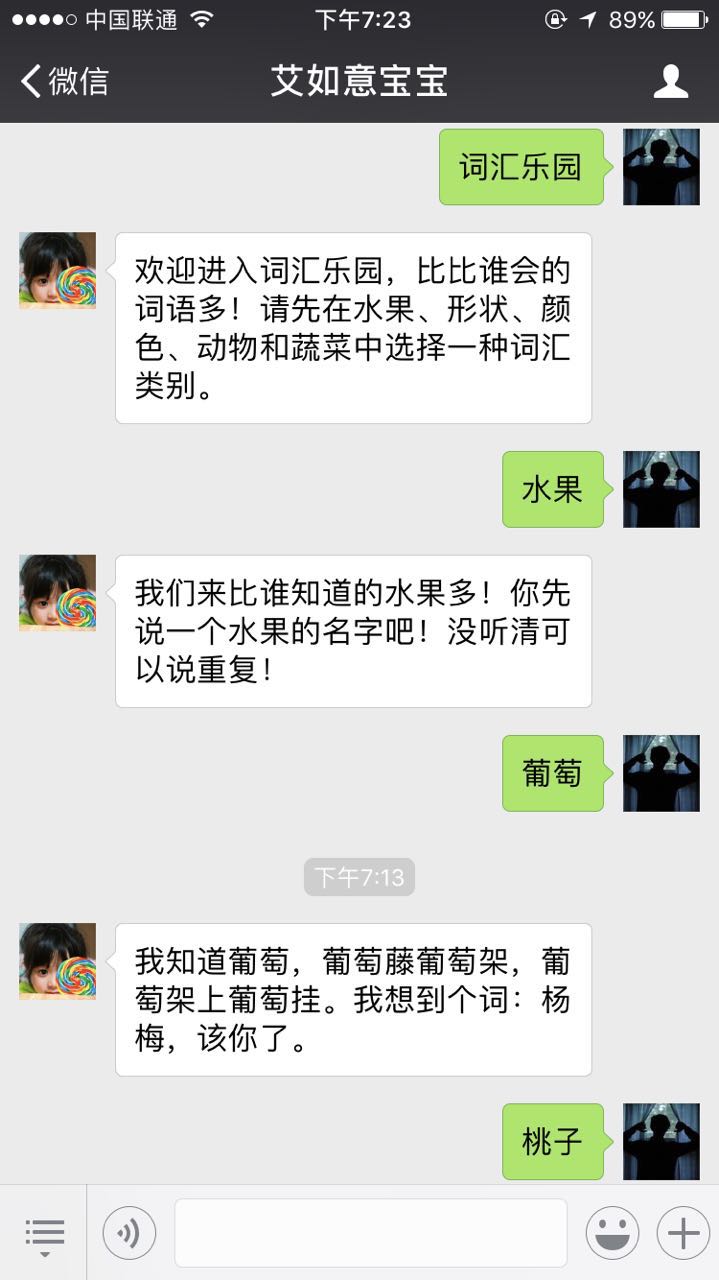 中国联通 下午7:23 89%
微信 艾如意宝宝
词汇乐园
欢迎进入词汇乐园，比比谁会的
词语多！请先在水果、形状、颜
色、动物和蔬菜中选择一种词汇
类别。
水果
我们来比谁知道的水果多！你先
说一个水果的名字吧！没听清可
以说重复！
葡萄
下午7:13
我知道葡萄，葡萄藤葡萄架，葡
萄架上葡萄挂。我想到个词：杨
梅，该你了。
桃子